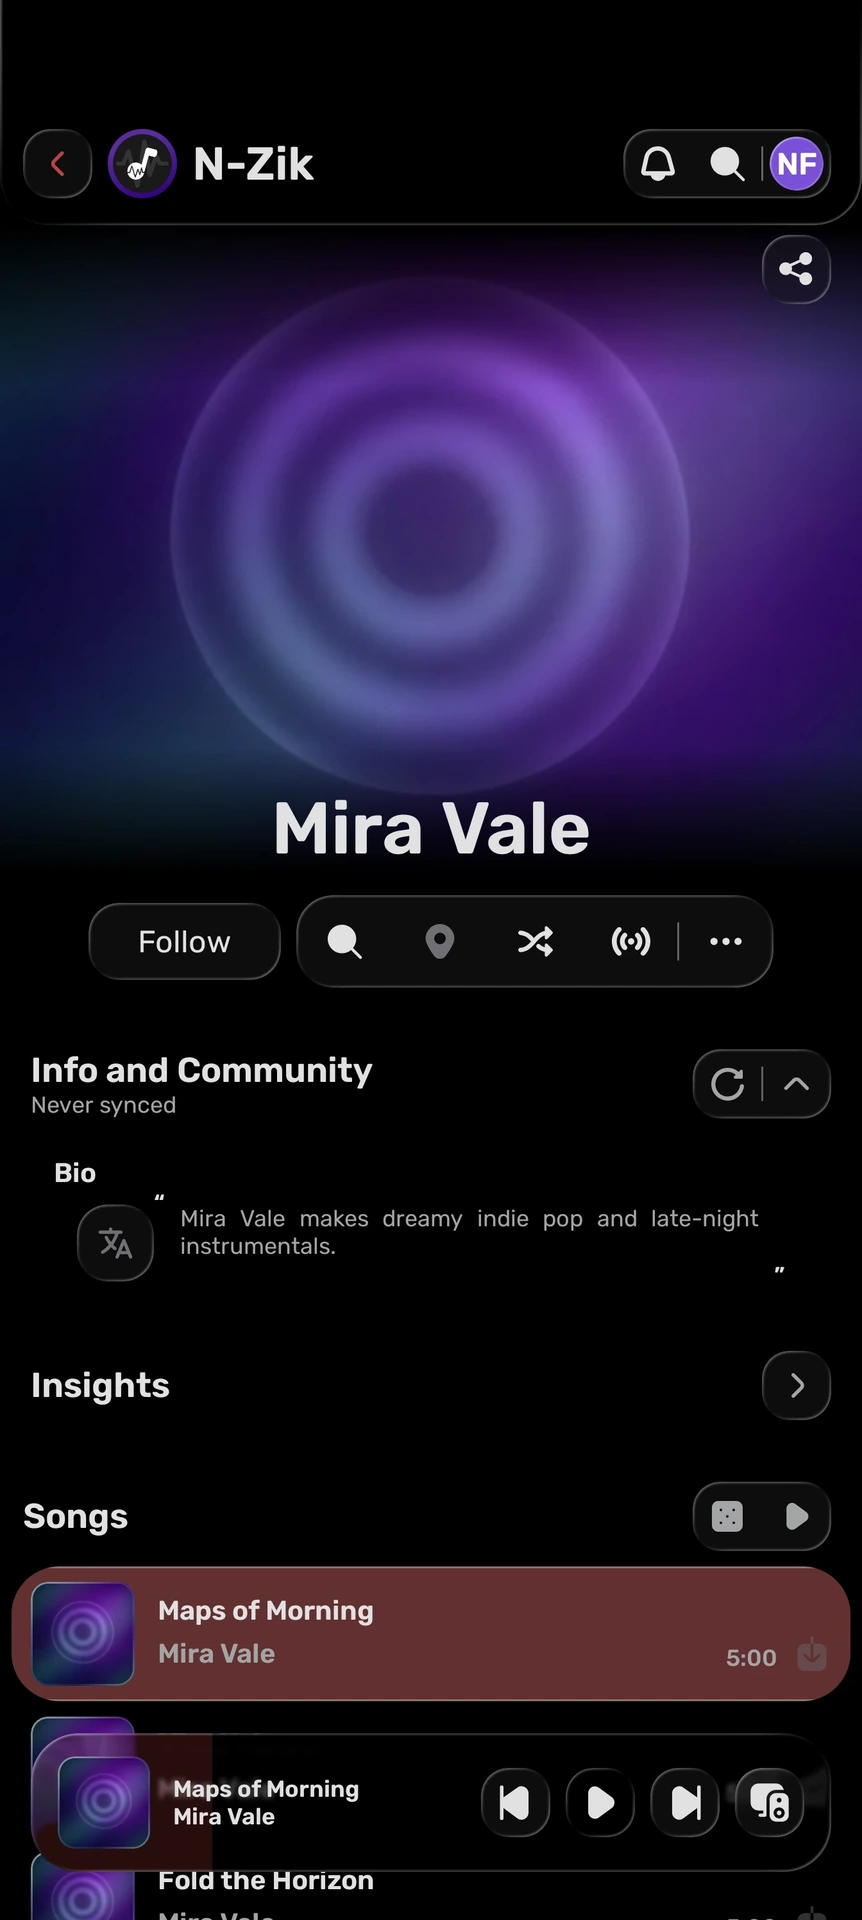 N-Zik
NF
Mira Vale
Follow
Info and Community
Never synced
Bio
“
Mira Vale makes dreamy indie pop and late-night
instrumentals.
”
Insights
Songs
Maps of Morning
Mira Vale
5:00
Maps of Morning
Mira Vale
Fold the Horizon
Mira Vale